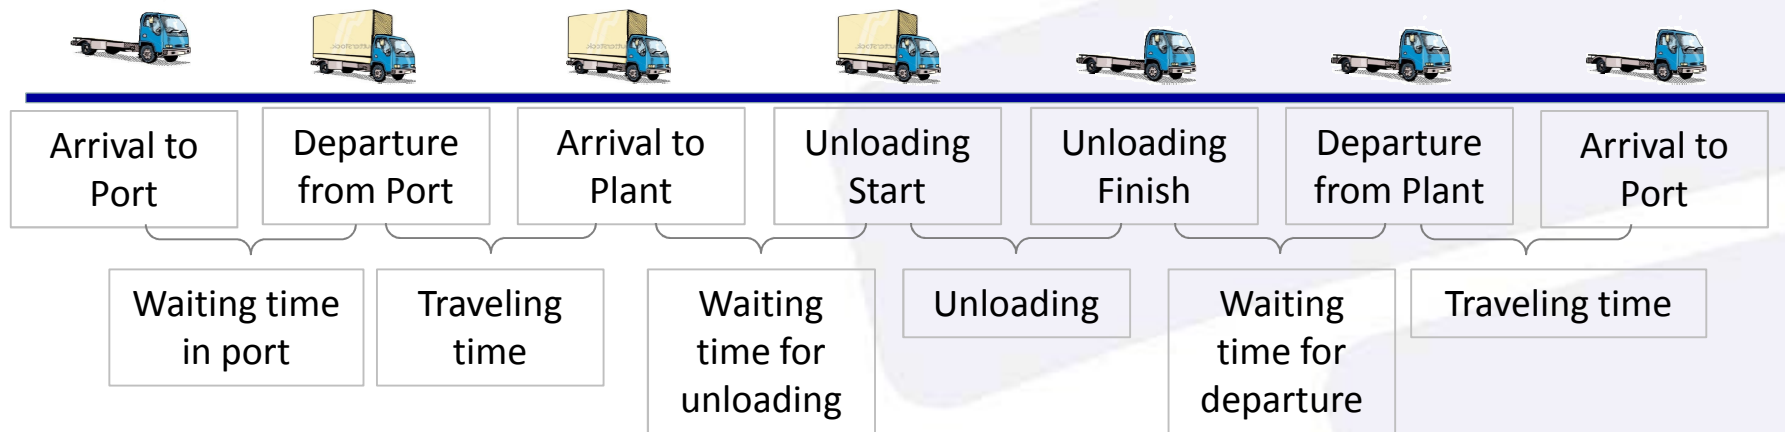 Arrival to
Port
Departure
from Port
Arrival to
Plant
Unloading
Start
Unloading
Finish
Departure
from Plant
Arrival to
Port
Waiting time
in port
Traveling
time
Waiting
time for
unloading
Unloading
Waiting
time for
departure
Traveling time